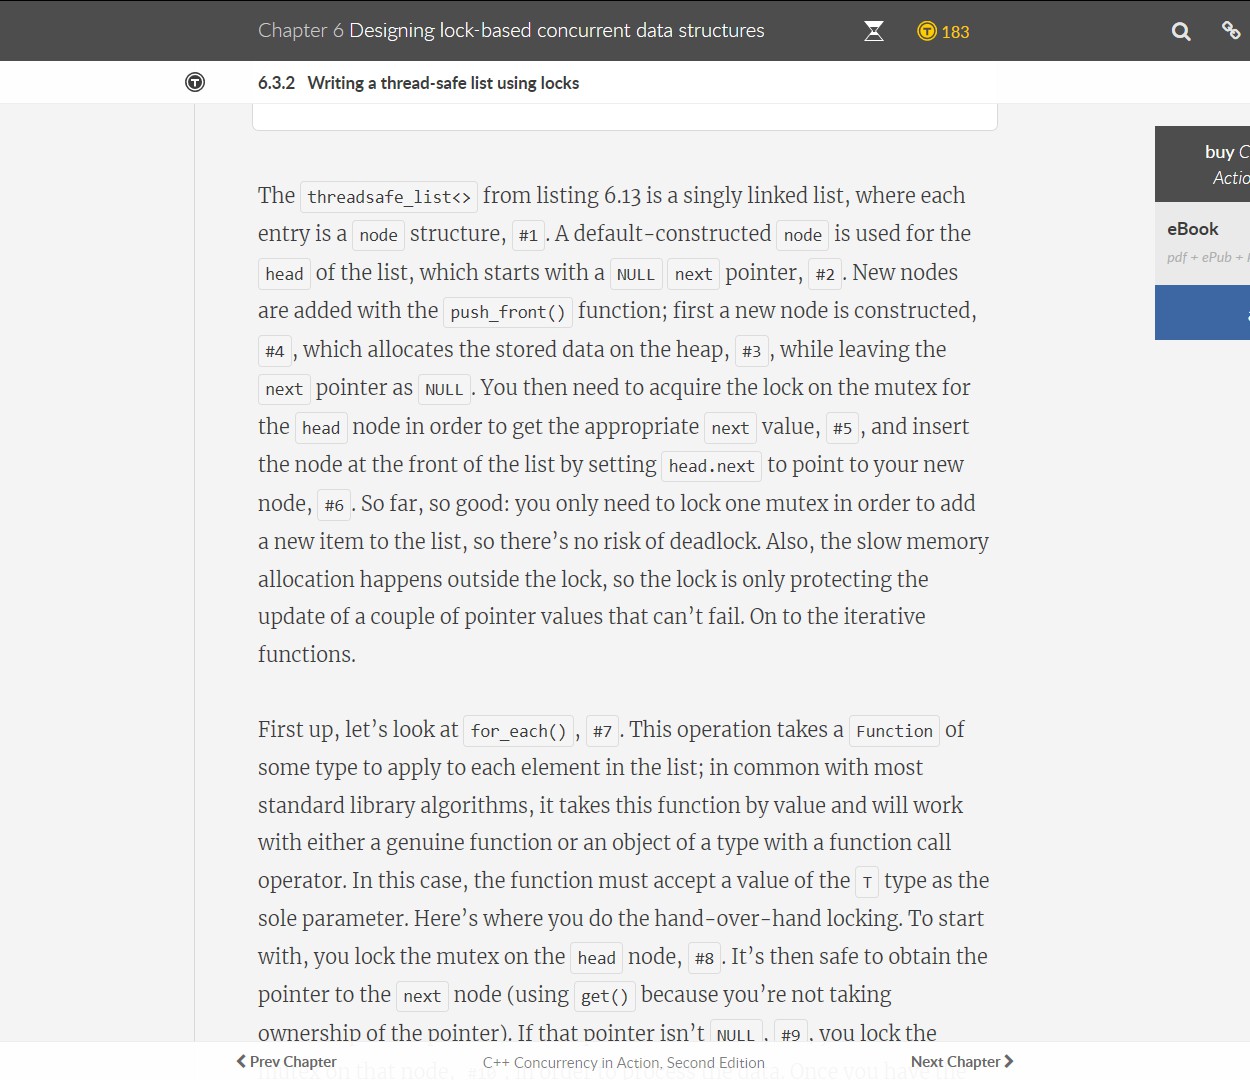 Chapter 6 Designing lock-based concurrent data structures
183
6.3.2 Writing a thread-safe list using locks
buy C
Actio
eBook
pdf + ePub +
The threadsafe_list<> from listing 6.13 is a singly linked list, where each
entry is a node structure, #1. A default-constructed node is used for the
head of the list, which starts with a NULL next pointer, #2. New nodes
are added with the push_front() function; first a new node is constructed,
#4, which allocates the stored data on the heap, #3, while leaving the
next pointer as NULL. You then need to acquire the lock on the mutex for
the head node in order to get the appropriate next value, #5, and insert
the node at the front of the list by setting head.next to point to your new
node, #6. So far, so good: you only need to lock one mutex in order to add
a new item to the list, so there’s no risk of deadlock. Also, the slow memory
allocation happens outside the lock, so the lock is only protecting the
update of a couple of pointer values that can’t fail. On to the iterative
functions.
First up, let’s look at for_each(), #7. This operation takes a Function of
some type to apply to each element in the list; in common with most
standard library algorithms, it takes this function by value and will work
with either a genuine function or an object of a type with a function call
operator. In this case, the function must accept a value of the T type as the
sole parameter. Here’s where you do the hand-over-hand locking. To start
with, you lock the mutex on the head node, #8. It’s then safe to obtain the
pointer to the next node (using get() because you’re not taking
ownership of the pointer). If that pointer isn’t NULL, #9, you lock the
Prev Chapter
C++ Concurrency in Action, Second Edition
Next Chapter